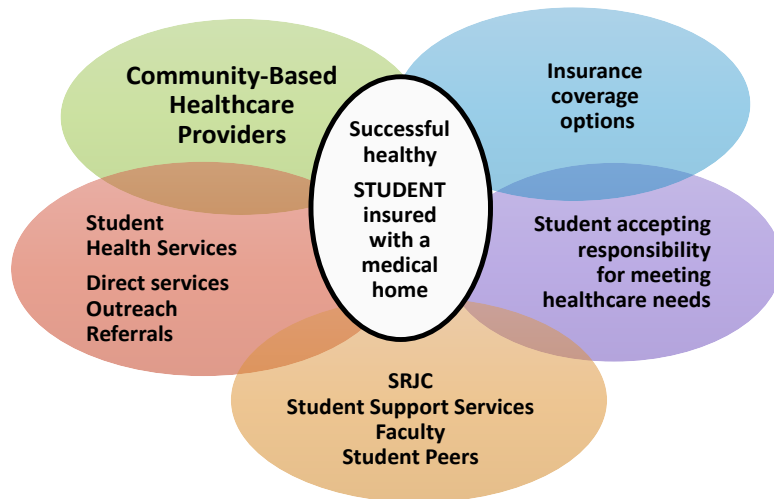 Community-Based
Healthcare
Providers
Insurance
coverage
options
Successful
healthy
STUDENT
insured
with a
medical
home
Student
Health Services
Direct services
Outreach
Referrals
Student accepting
responsibility
for meeting
healthcare needs
SRJC
Student Support Services
Faculty
Student Peers